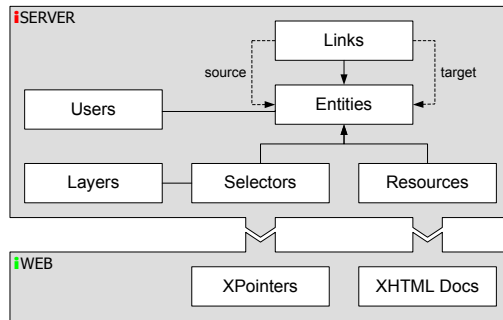 iSERVER
Links
source
target
Entities
Users
Layers
Selectors
Resources
iWEB
XPointers
XHTML Docs